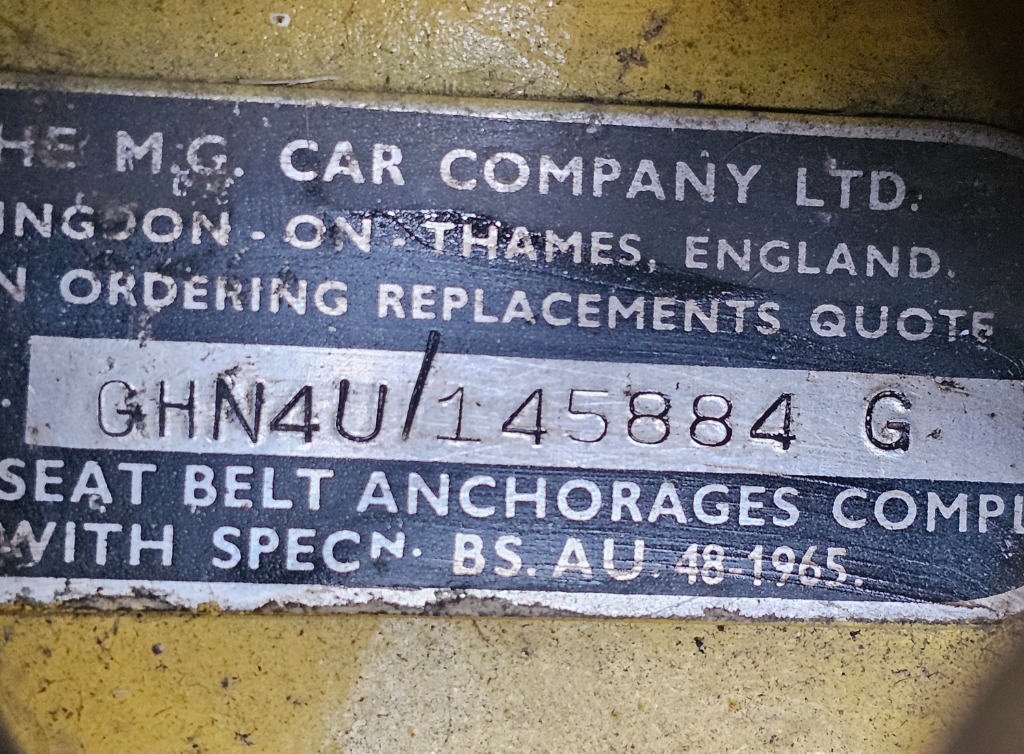 HE M.G. CAR COMPANY LTD.
INGDON-ON-THAMES, ENGLAND.
N ORDERING REPLACEMENTS QUOTE
GHN4U/145884 G
SEAT BELT ANCHORAGES COMPL
WITH SPECN. BS. AU. 48-1965.